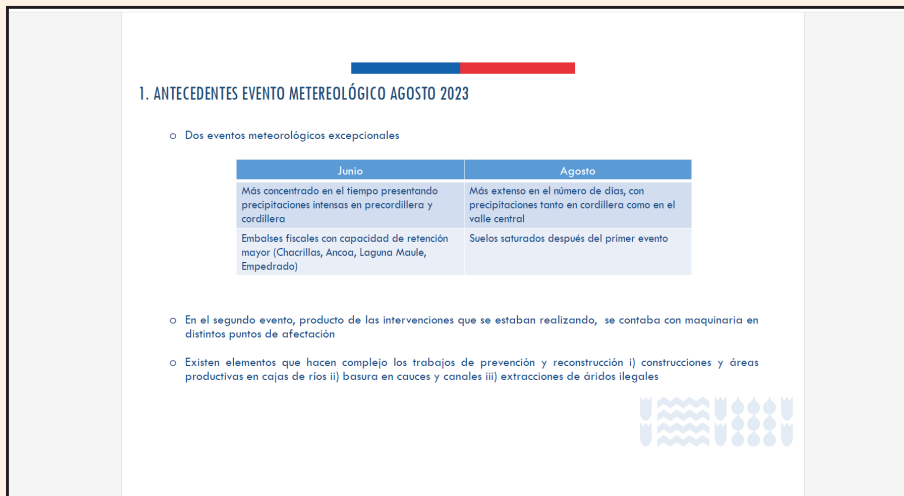 1. ANTECEDENTES EVENTO METEREOLÓGICO AGOSTO 2023
o Dos eventos meteorológicos excepcionales
Junio
Agosto
Más concentrado en el tiempo presentando
precipitaciones intensas en precordillera y
cordillera
Más extenso en el número de días, con
precipitaciones tanto en cordillera como en el
valle central
Embalses fiscales con capacidad de retención
mayor (Chacrillas, Ancoa, Laguna Maule,
Empedrado)
Suelos saturados después del primer evento
o En el segundo evento, producto de las intervenciones que se estaban realizando, se contaba con maquinaria en
distintos puntos de afectación
o Existen elementos que hacen complejo los trabajos de prevención y reconstrucción i) construcciones y áreas
productivas en cajas de ríos ii) basura en cauces y canales iii) extracciones de áridos ilegales